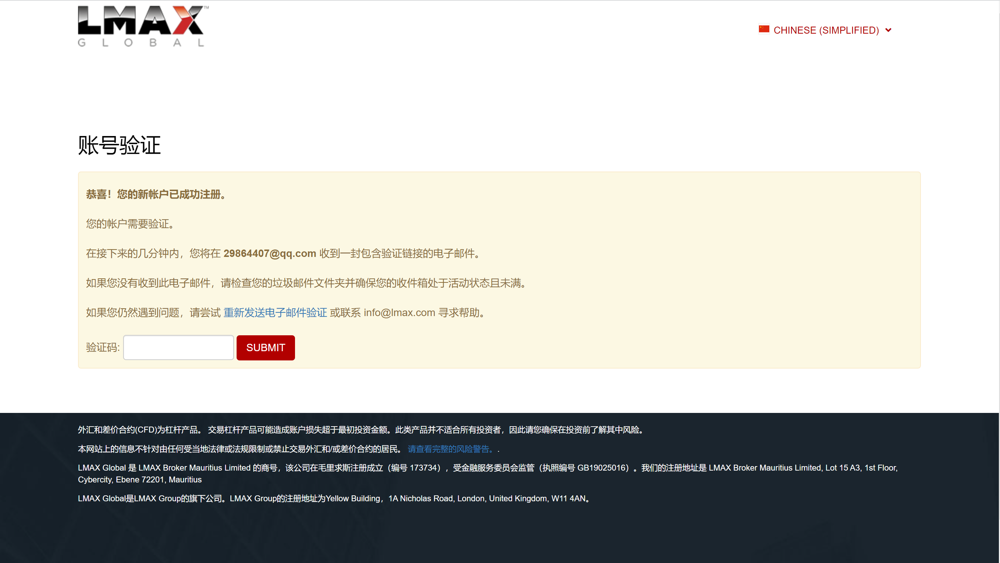 LMAX™
GLOBAL
CHINESE (SIMPLIFIED)
账号验证
恭喜！您的新帐户已成功注册。
您的帐户需要验证。
在接下来的几分钟内，您将在 29864407@qq.com 收到一封包含验证链接的电子邮件。
如果您没有收到此电子邮件，请检查您的垃圾邮件文件夹并确保您的收件箱处于活动状态且未满。
如果您仍然遇到问题，请尝试 重新发送电子邮件验证 或联系 info@lmax.com 寻求帮助。
验证码: SUBMIT
外汇和差价合约(CFD)为杠杆产品。 交易杠杆产品可能造成账户损失超于最初投资金额。此类产品并不适合所有投资者，因此请您确保在投资前了解其中风险。
本网站上的信息不针对由任何受当地法律或法规限制或禁止交易外汇和/或差价合约的居民。 请查看完整的风险警告。.
LMAX Global 是 LMAX Broker Mauritius Limited 的商号，该公司在毛里求斯注册成立（编号 173734），受金融服务委员会监管（执照编号 GB19025016）。我们的注册地址是 LMAX Broker Mauritius Limited, Lot 15 A3, 1st Floor,
Cybercity, Ebene 72201, Mauritius
LMAX Global是LMAX Group的旗下公司。LMAX Group的注册地址为Yellow Building，1A Nicholas Road, London, United Kingdom, W11 4AN。